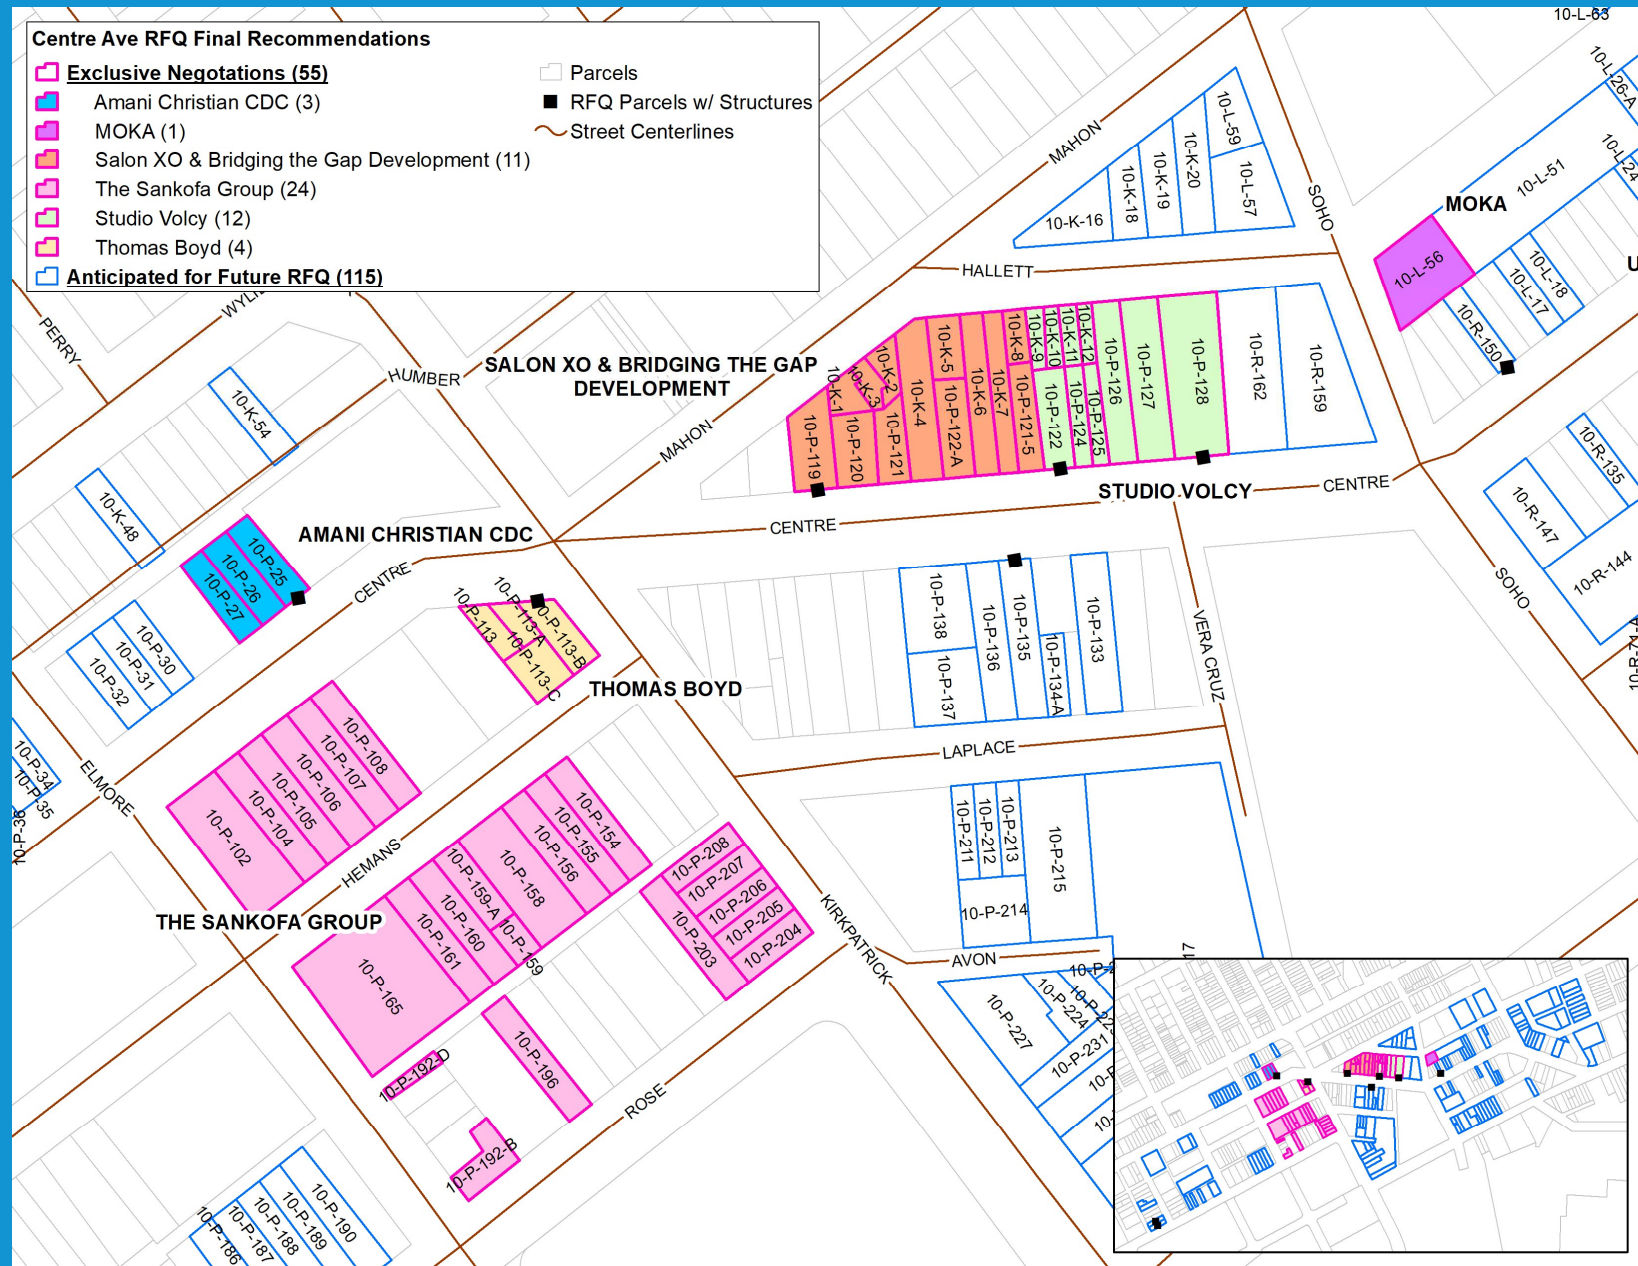 Centre Ave RFQ Final Recommendations
Exclusive Negotations (55)
Amani Christian CDC (3)
MOKA (1)
Salon XO & Bridging the Gap Development (11)
The Sankofa Group (24)
Studio Volcy (12)
Thomas Boyd (4)
Anticipated for Future RFQ (115)
Parcels
RFQ Parcels w/ Structures
Street Centerlines
10-L-63
10-L-26-A
10-L-24
10-L-51
MOKA
10-L-56
10-L-18
10-L-17
10-R-150
U
MAHON
10-L-59
10-L-57
10-K-20
10-K-19
10-K-18
10-K-16
SOHO
HALLETT
PERRY
HUMBER
10-K-54
10-K-48
SALON XO & BRIDGING THE GAP
DEVELOPMENT
MAHON
10-K-1
10-K-3
10-K-2
10-K-4
10-K-5
10-K-6
10-K-7
10-K-8
10-K-9
10-K-10
10-K-11
10-K-12
10-P-119
10-P-120
10-P-121
10-P-122-A
10-P-121-5
10-P-122
10-P-124
10-P-125
10-P-126
10-P-127
10-P-128
10-R-162
10-R-159
STUDIO VOLCY
CENTRE
CENTRE
10-R-135
10-R-147
10-R-144
SOHO
AMANI CHRISTIAN CDC
CENTRE
10-P-25
10-P-26
10-P-27
10-P-30
10-P-31
10-P-32
10-P-34
10-P-35
10-P-36
ELMORE
10-P-113
10-P-113-A
10-P-113-B
10-P-113-C
THOMAS BOYD
10-P-138
10-P-137
10-P-136
10-P-135
10-P-134-A
10-P-133
VERA CRUZ
LAPLACE
10-P-108
10-P-107
10-P-106
10-P-105
10-P-104
10-P-102
HEMANS
THE SANKOFA GROUP
10-P-154
10-P-155
10-P-156
10-P-158
10-P-159-A
10-P-159
10-P-160
10-P-161
10-P-165
10-P-208
10-P-207
10-P-206
10-P-205
10-P-204
10-P-203
10-P-211
10-P-212
10-P-213
10-P-214
10-P-215
KIRKPATRICK
AVON
10-P-224
10-P-227
10-P-231
10-P-192-D
10-P-196
10-P-192-B
ROSE
10-P-186
10-P-187
10-P-188
10-P-189
10-P-190